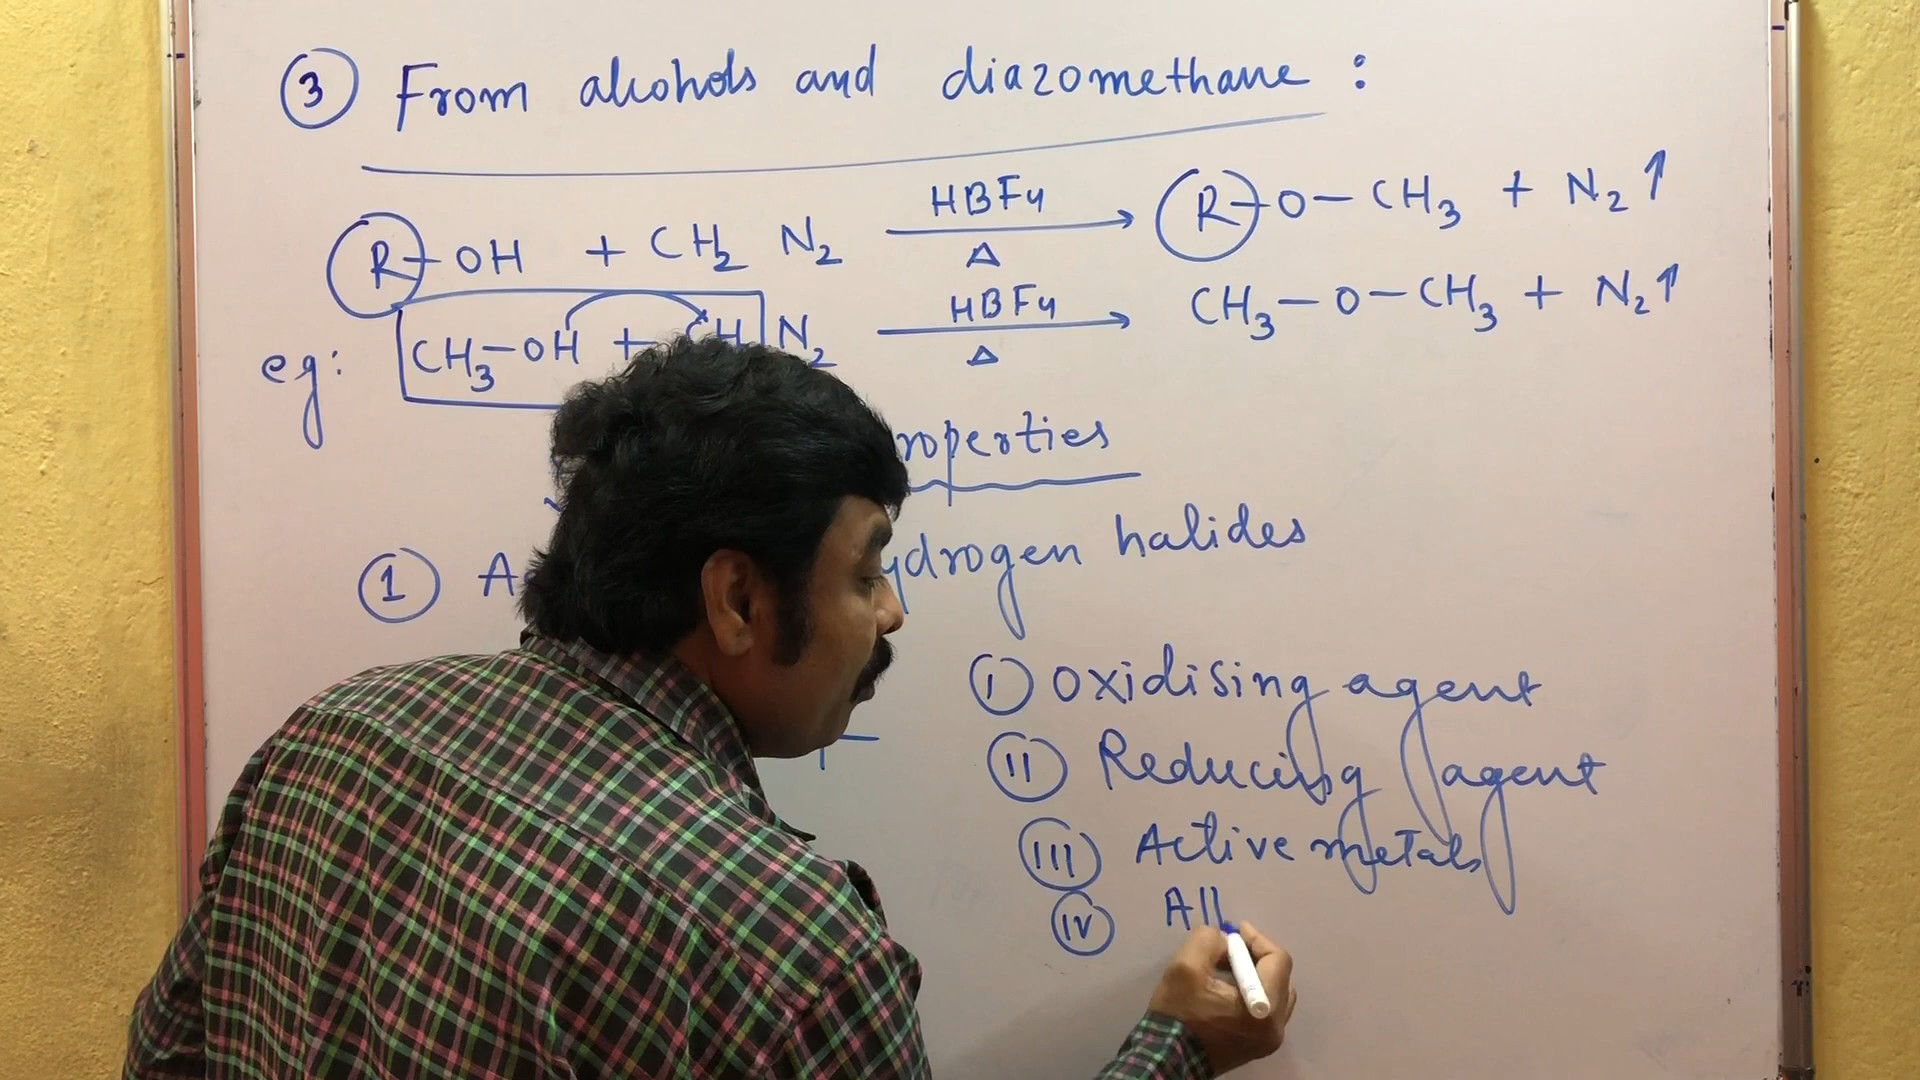 3 From alcohols and diazomethane :
R-OH + CH2 N2 HBF4 Δ → R-O-CH3 + N2↑
eg: CH3-OH + CH N2 HBF4 Δ → CH3-O-CH3 + N2↑
roperties
1 A ydrogen halides
I Oxidising agent
II Reducing agent
III Active metals
IV All